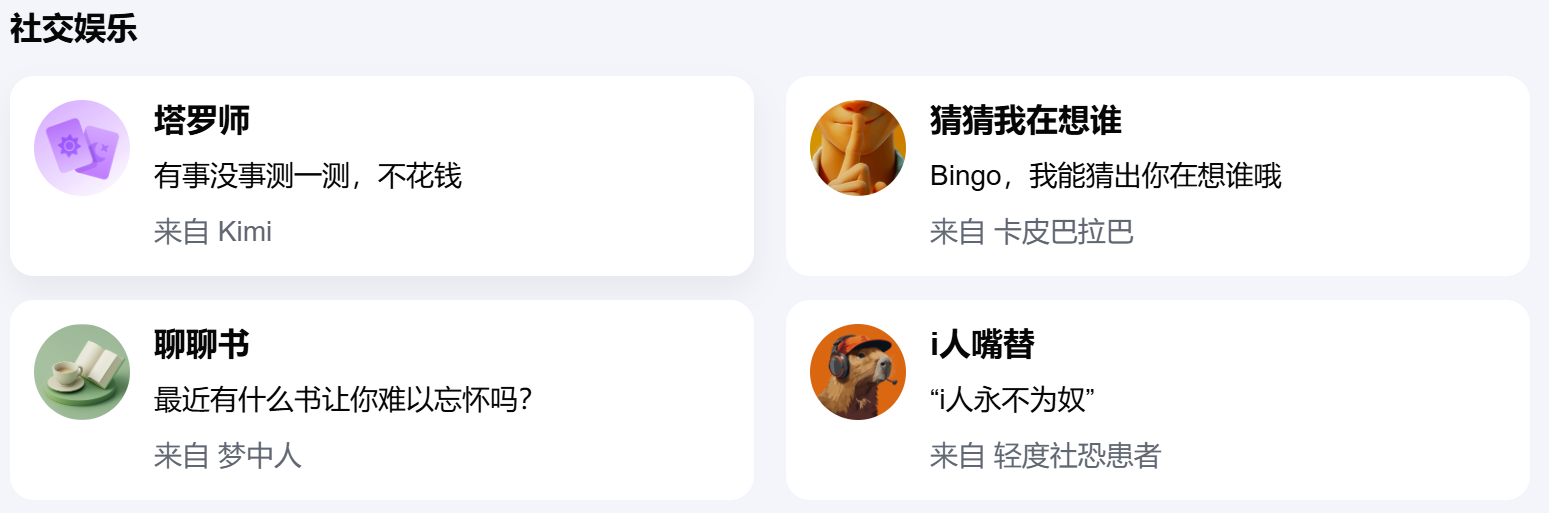 社交娱乐
塔罗师
有事没事测一测，不花钱
来自 Kimi
猜猜我在想谁
Bingo，我能猜出你在想谁哦
来自 卡皮巴拉巴
聊聊书
最近有什么书让你难以忘怀吗？
来自 梦中人
i人嘴替
“i人永不为奴”
来自 轻度社恐患者